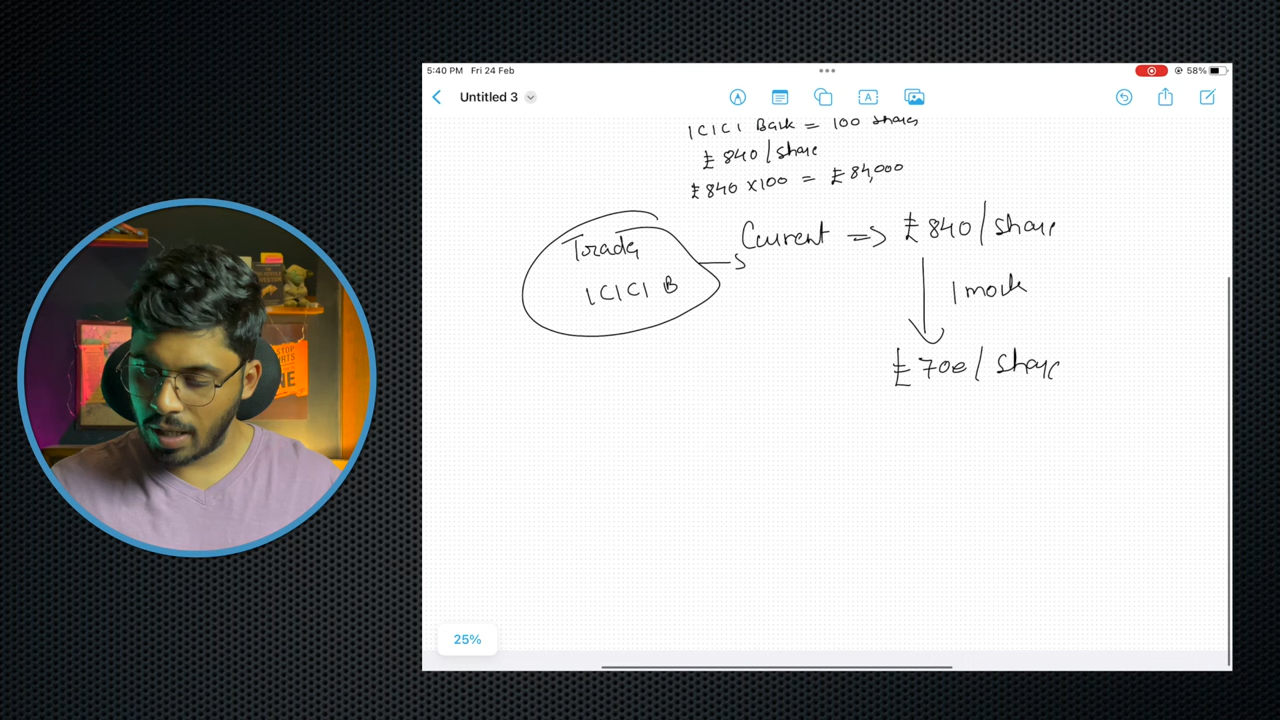 5:40 PM Fri 24 Feb
58%
Untitled 3
A
ICICI Bank = 100 shares
₹840/share
₹840 x100 = ₹84,000
Trade
ICICI B
Current => ₹840/share
1 month
₹700/share
25%